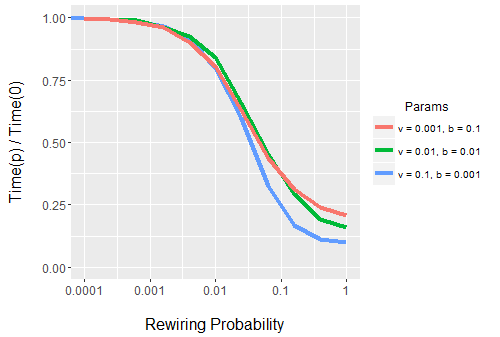 1.00
0.75
0.50
0.25
0.00
Time(p) / Time(0)
0.0001
0.001
0.01
0.1
1
Rewiring Probability
Params
v = 0.001, b = 0.1
v = 0.01, b = 0.01
v = 0.1, b = 0.001